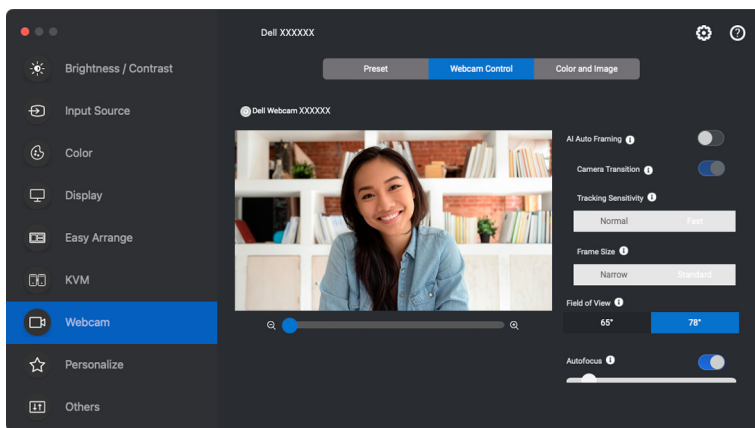 Dell XXXXXX
Brightness / Contrast
Input Source
Color
Display
Easy Arrange
KVM
Webcam
Personalize
Others
Preset
Webcam Control
Color and Image
Dell Webcam XXXXXX
AI Auto Framing
Camera Transition
Tracking Sensitivity
Normal Fast
Frame Size
Narrow Standard
Field of View
65° 78°
Autofocus